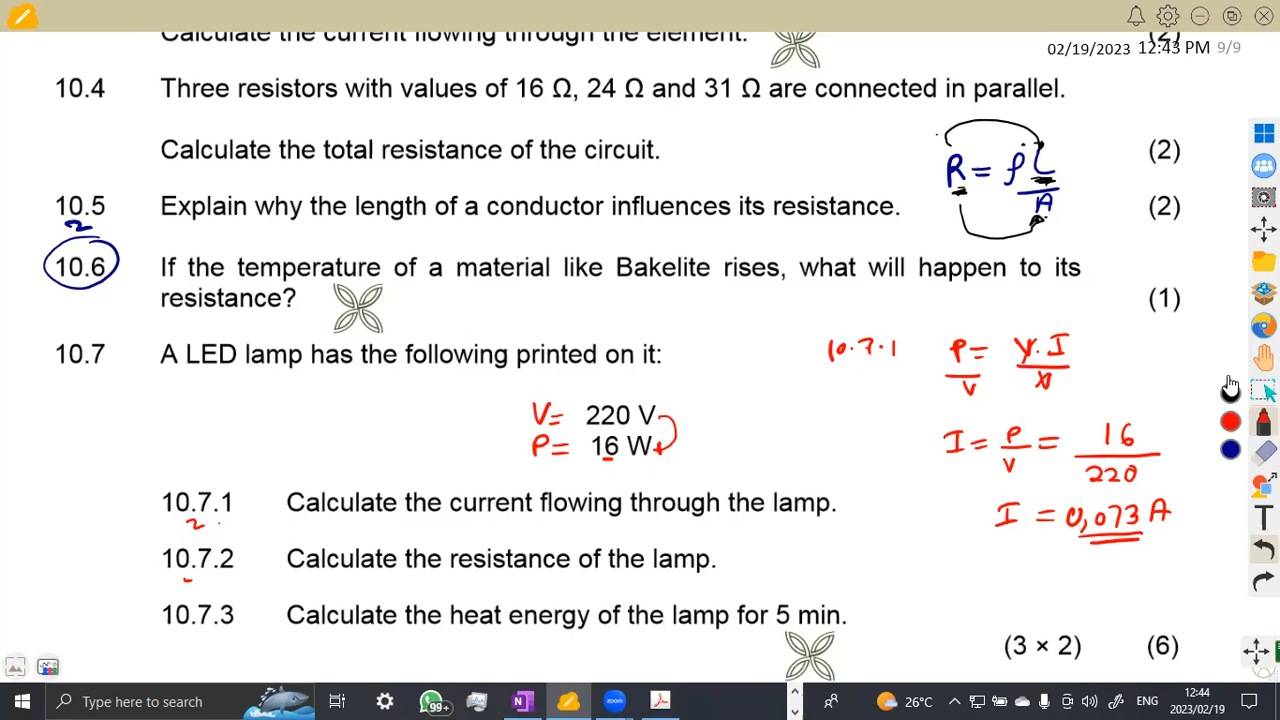 Calculate the current flowing through the element. (2)
02/19/2023 12:43 PM 9/9
10.4 Three resistors with values of 16 Ω, 24 Ω and 31 Ω are connected in parallel.
Calculate the total resistance of the circuit. (2)
R = ρ L
A
10.5 Explain why the length of a conductor influences its resistance. (2)
2
10.6 If the temperature of a material like Bakelite rises, what will happen to its
resistance? (1)
10.7 A LED lamp has the following printed on it:
10.7.1 P = V.I
V V
V= 220 V
P= 16 W
I = P = 16
V 220
I = 0,073 A
10.7.1 Calculate the current flowing through the lamp.
2
10.7.2 Calculate the resistance of the lamp.
10.7.3 Calculate the heat energy of the lamp for 5 min.
(3 × 2) (6)
Type here to search
99+
zoom
26°C
ENG
12:44
2023/02/19